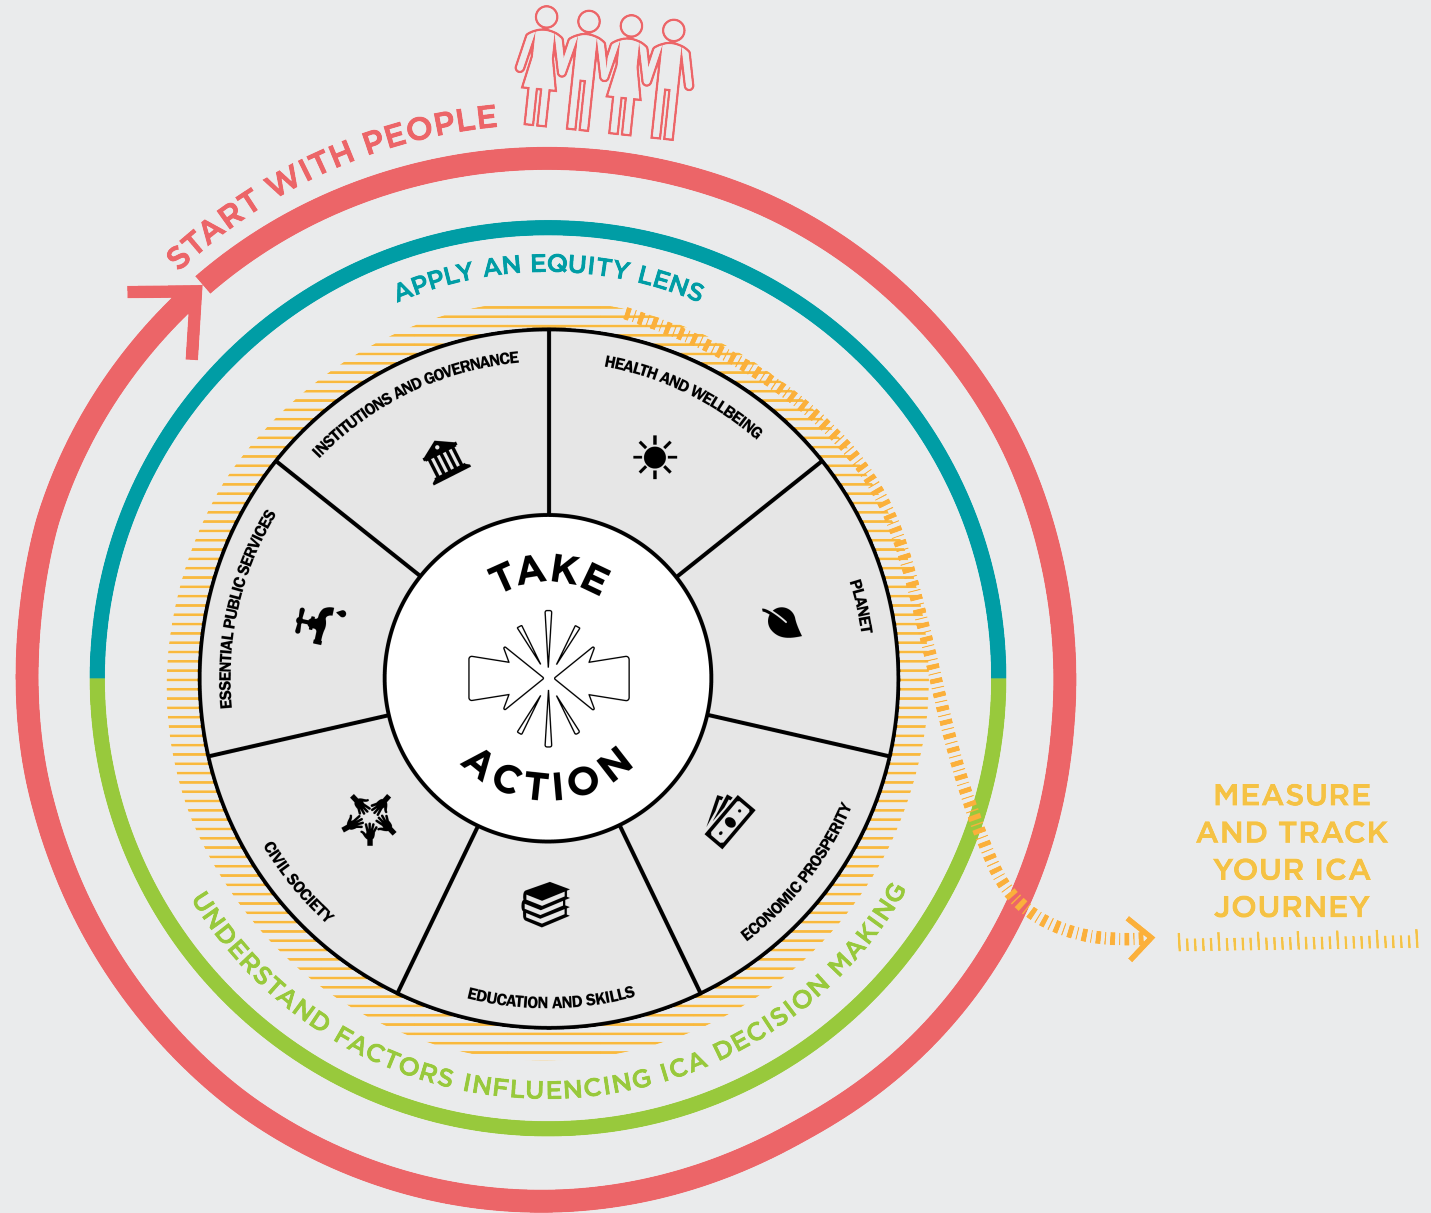 START WITH PEOPLE
APPLY AN EQUITY LENS
INSTITUTIONS AND GOVERNANCE
HEALTH AND WELLBEING
ESSENTIAL PUBLIC SERVICES
PLANET
TAKE
ACTION
CIVIL SOCIETY
ECONOMIC PROSPERITY
EDUCATION AND SKILLS
UNDERSTAND FACTORS INFLUENCING ICA DECISION MAKING
MEASURE
AND TRACK
YOUR ICA
JOURNEY